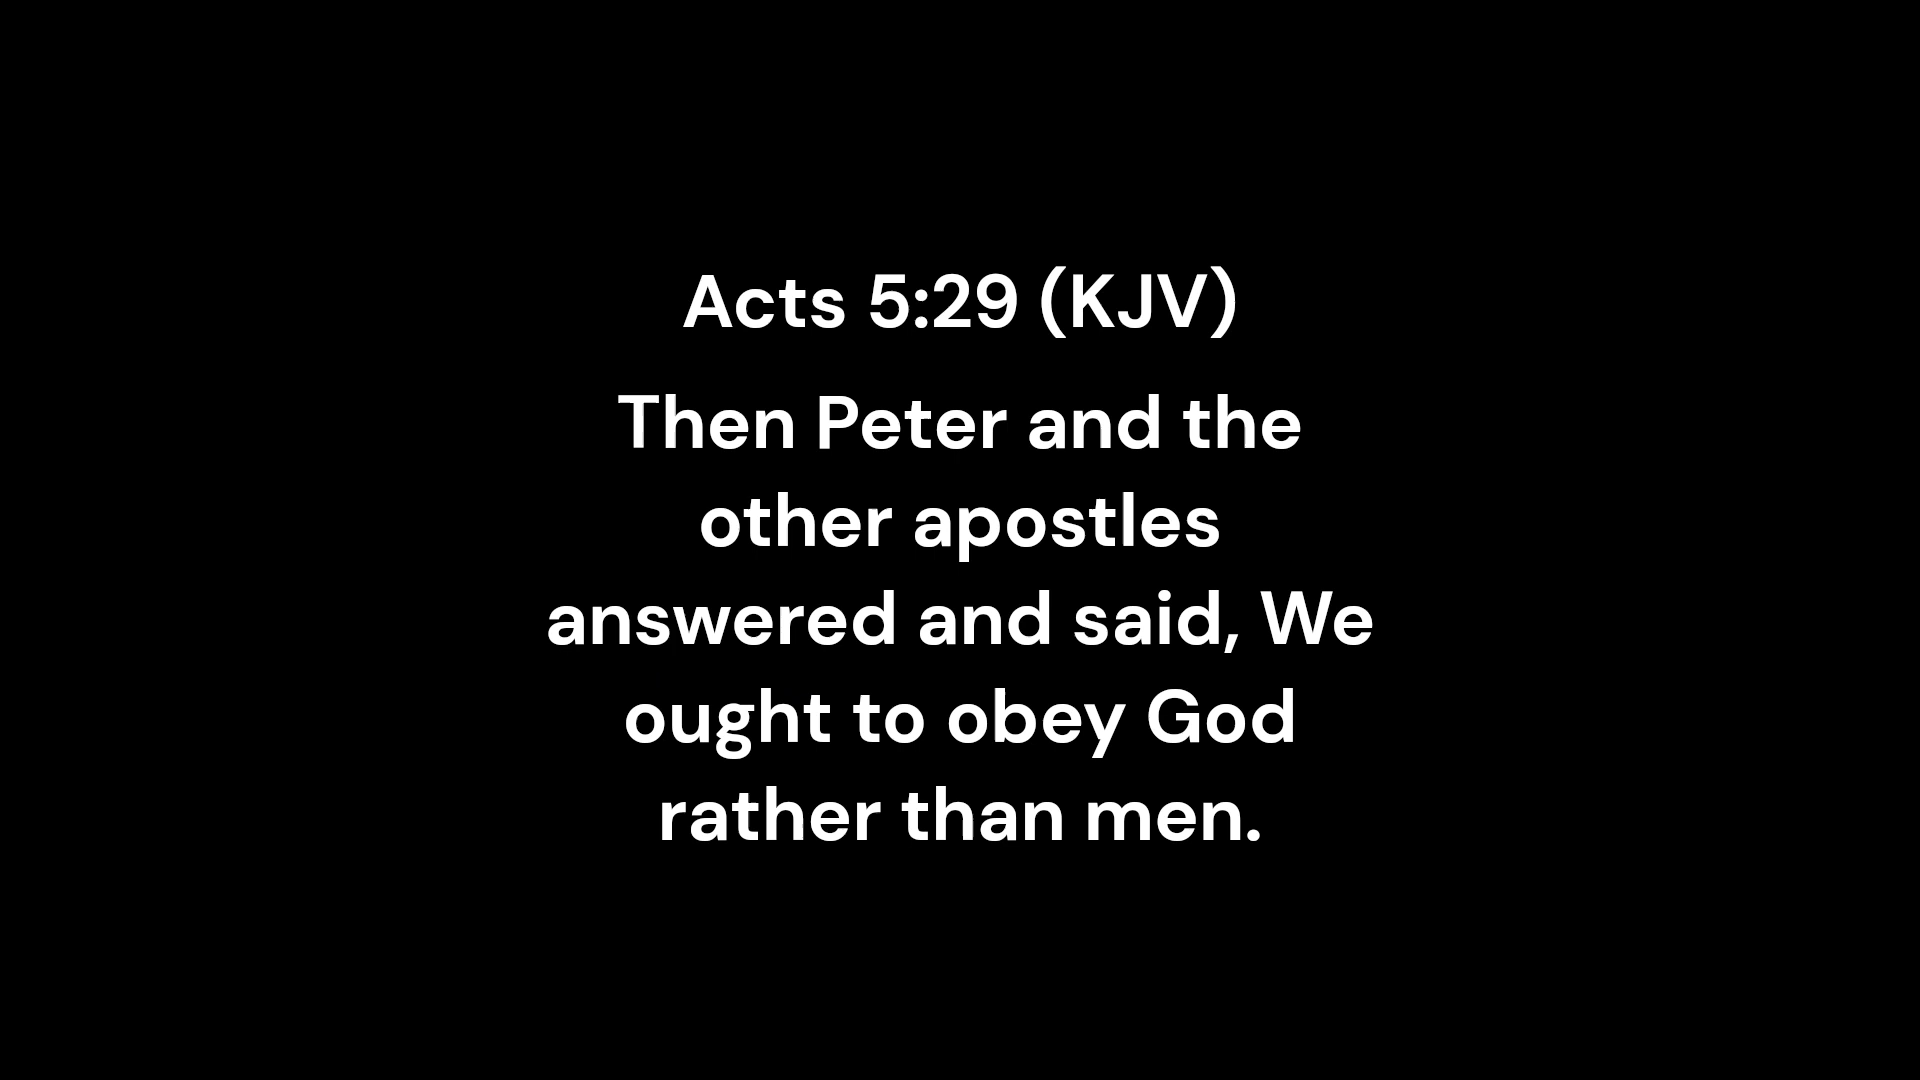 Acts 5:29 (KJV)
Then Peter and the
other apostles
answered and said, We
ought to obey God
rather than men.